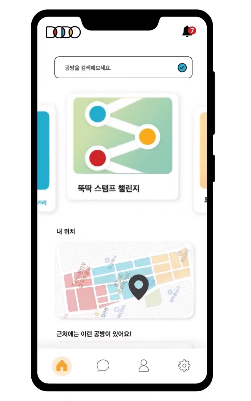 공방을 검색해보세요.
뚝딱 스탬프 챌린지
내 위치
근처에는 이런 공방이 있어요!